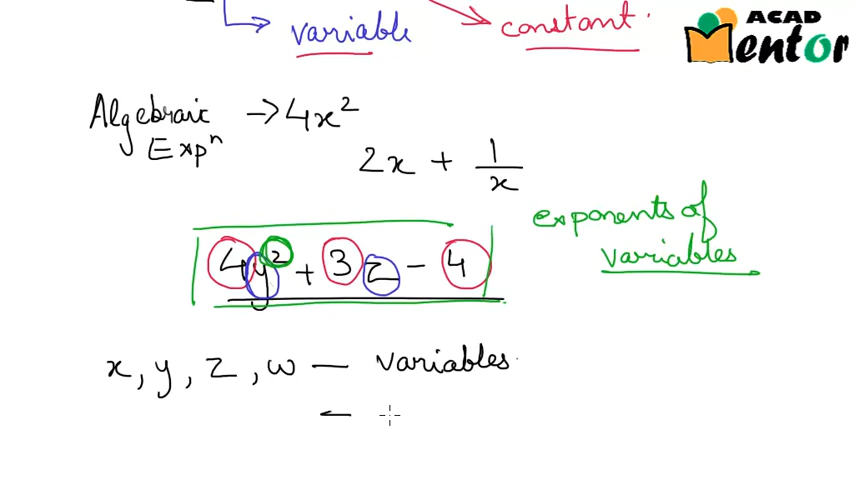 variable constant.
ACAD
mentor
Algebraic → 4x²
Expⁿ
2x + 1/x
exponents of
variables
4y² + 3z - 4
x, y, z, w — variables